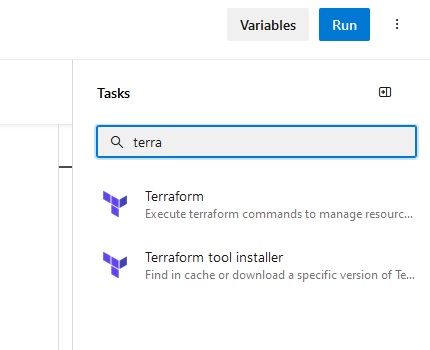 Variables
Run
Tasks
terra
Terraform
Execute terraform commands to manage resourc...
Terraform tool installer
Find in cache or download a specific version of Te...